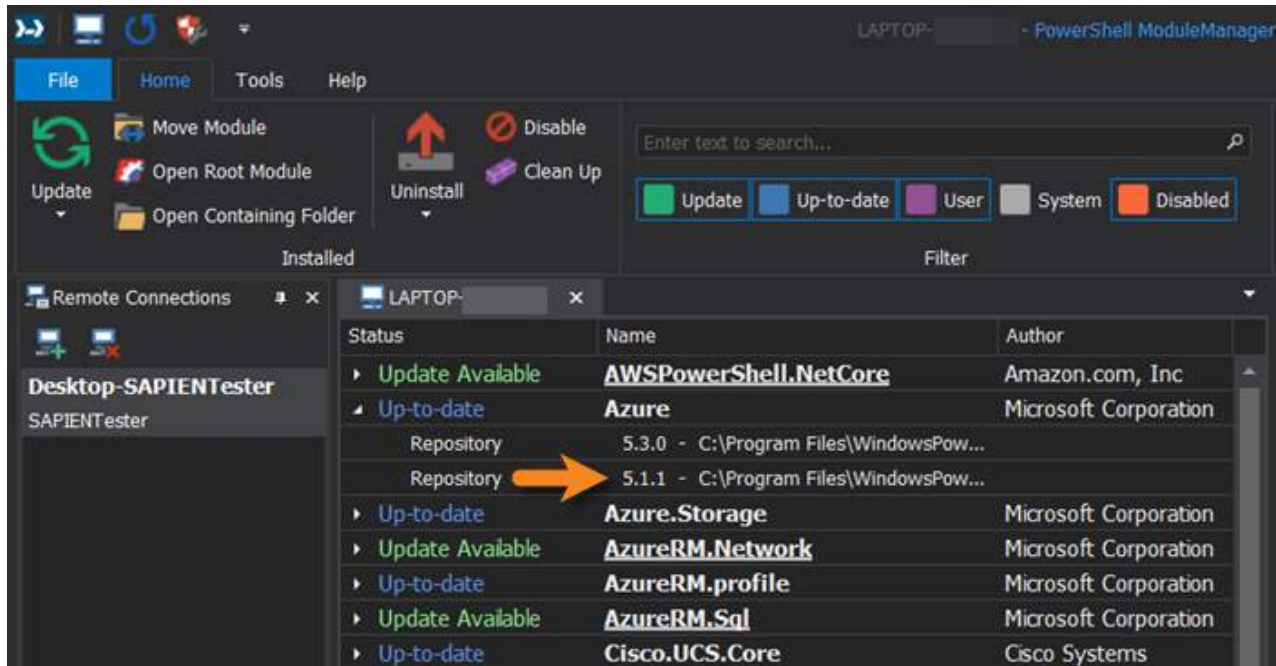 LAPTOP- - PowerShell ModuleManager
File Home Tools Help
Update
Move Module
Open Root Module
Open Containing Folder
Uninstall
Disable
Clean Up
Installed
Enter text to search...
Update Up-to-date User System Disabled
Filter
Remote Connections
Desktop-SAPIENTester
SAPIENTester
LAPTOP-
Status Name Author
Update Available AWSPowerShell.NetCore Amazon.com, Inc
Up-to-date Azure Microsoft Corporation
Repository 5.3.0 - C:\Program Files\WindowsPow...
Repository 5.1.1 - C:\Program Files\WindowsPow...
Up-to-date Azure.Storage Microsoft Corporation
Update Available AzureRM.Network Microsoft Corporation
Up-to-date AzureRM.profile Microsoft Corporation
Update Available AzureRM.Sql Microsoft Corporation
Up-to-date Cisco.UCS.Core Cisco Systems